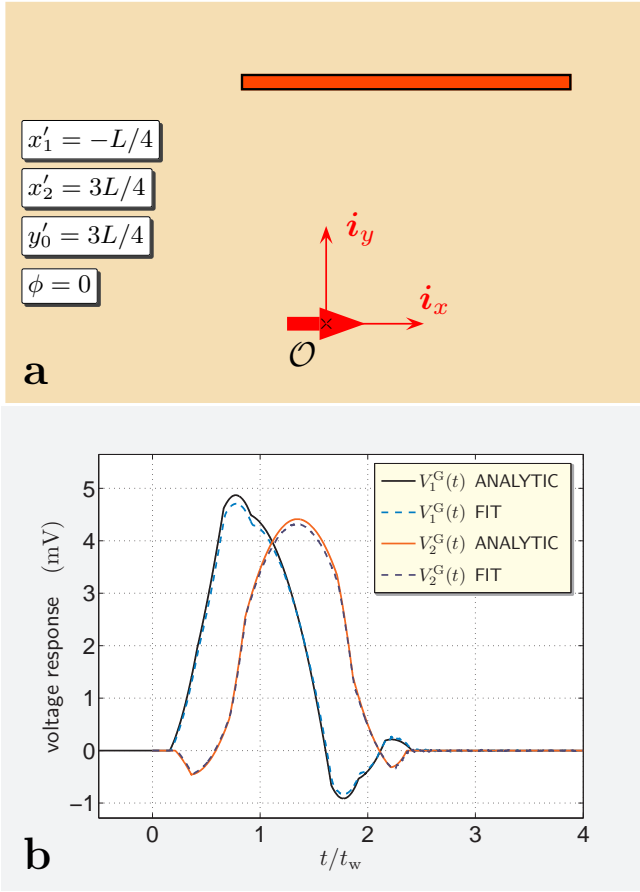 x′₁ = −L/4
x′₂ = 3L/4
y′₀ = 3L/4
ϕ = 0
i_y
i_x
𝒪
a
voltage response (mV)
5
4
3
2
1
0
−1
V₁ᴳ(t) ANALYTIC
V₁ᴳ(t) FIT
V₂ᴳ(t) ANALYTIC
V₂ᴳ(t) FIT
0 1 2 3 4
t/t_w
b